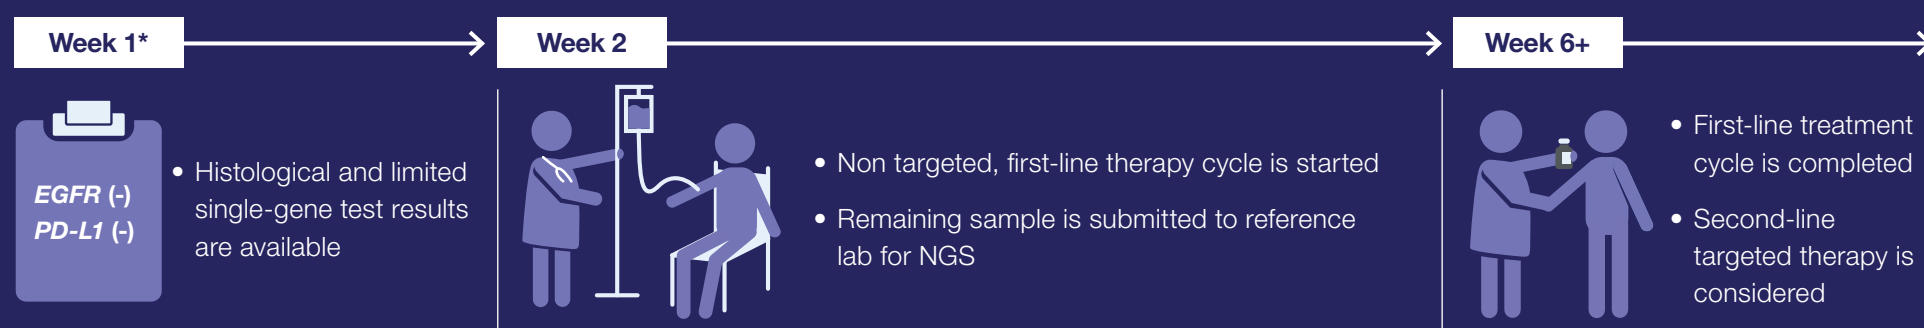 Week 1*
EGFR (-)
PD-L1 (-)
• Histological and limited
single-gene test results
are available
Week 2
• Non targeted, first-line therapy cycle is started
• Remaining sample is submitted to reference
lab for NGS
Week 6+
• First-line treatment
cycle is completed
• Second-line
targeted therapy is
considered